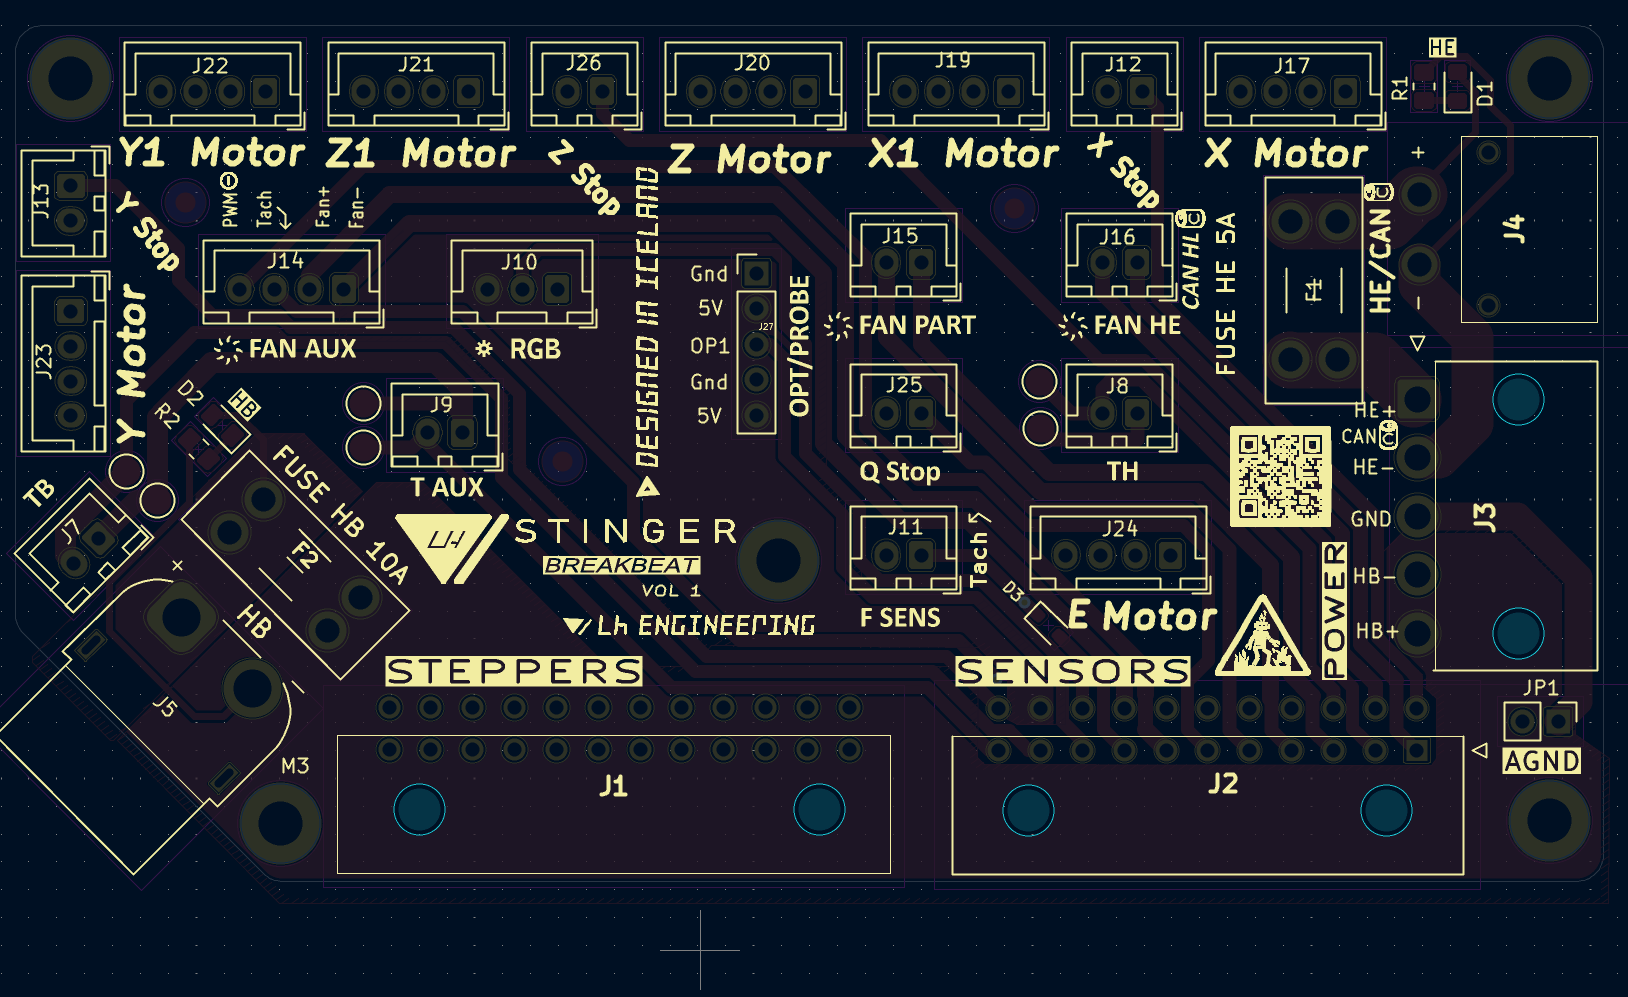 J22
J21
J26
J20
J19
J12
J17
HE
R1
D1
Y1 Motor
Z1 Motor
Z Stop
Z Motor
X1 Motor
X Stop
X Motor
+
J13
Y Stop
PWM
Tach
Fan+
Fan-
J14
FAN AUX
J10
RGB
DESIGNED IN ICELAND
Gnd
5V
J27
OP1
Gnd
5V
OPT/PROBE
J15
FAN PART
J16
FAN HE
CAN HL
FUSE HE 5A
F1
HE/CAN
J4
-
J23
Y Motor
D2
R2
HB
J9
T AUX
J25
Q Stop
J8
TH
HE+
CAN
HE-
GND
HB-
HB+
J3
TB
J7
FUSE HB 10A
F2
+
HB
-
J5
M3
LH
STINGER
BREAKBEAT
VOL 1
Lh ENGINEERING
J11
F SENS
Tach
J24
D3
E Motor
POWER
STEPPERS
SENSORS
JP1
AGND
J1
J2